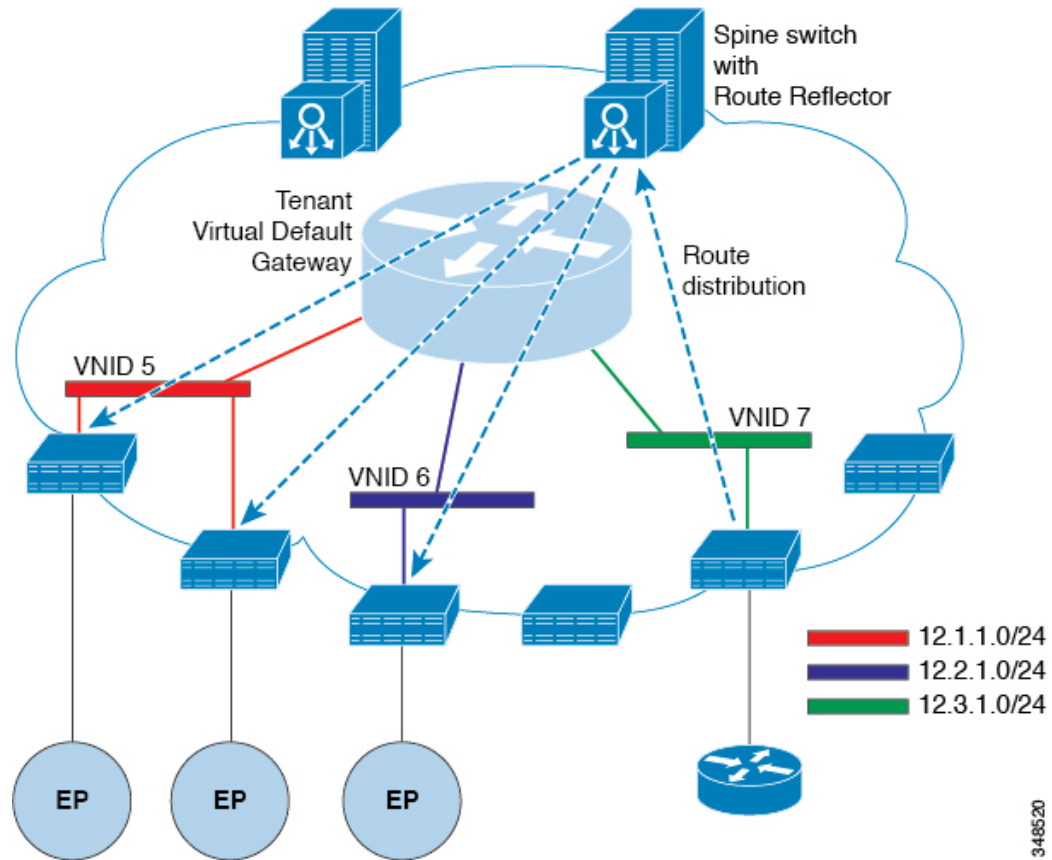 Spine switch
with
Route Reflector
Tenant
Virtual Default
Gateway
Route
distribution
VNID 5
VNID 7
VNID 6
12.1.1.0/24
12.2.1.0/24
12.3.1.0/24
EP
EP
EP
348520